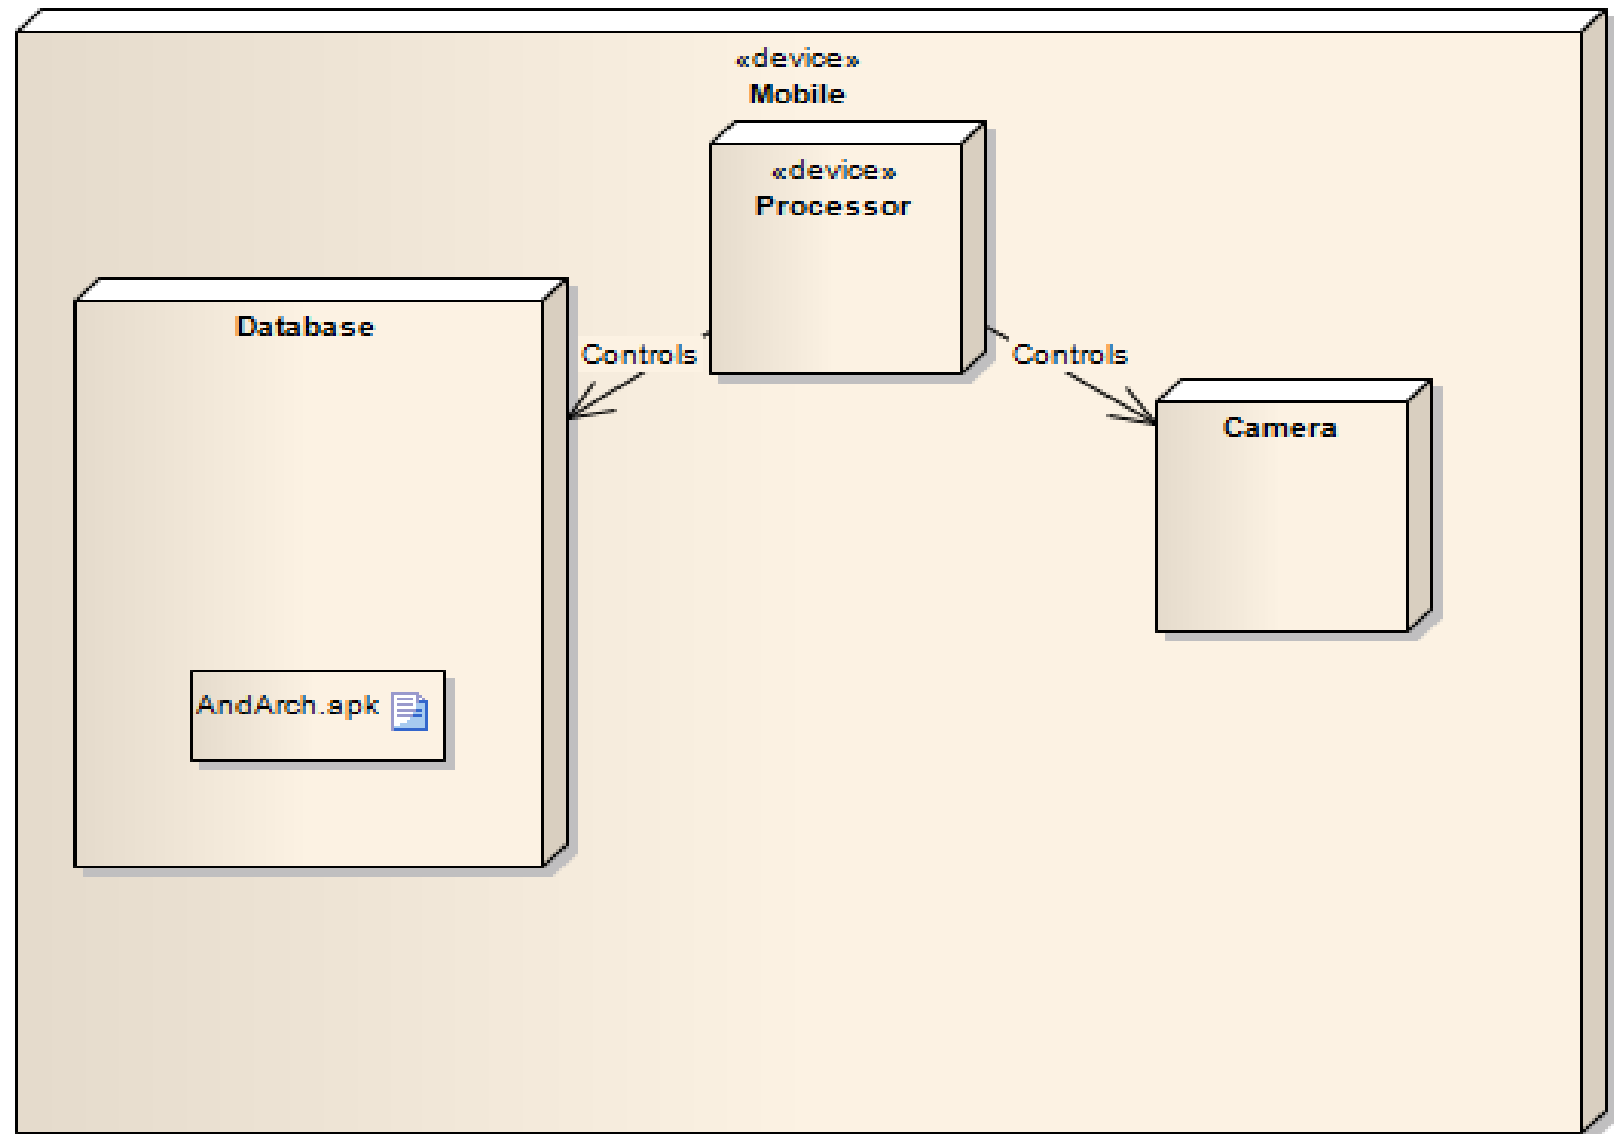 «device»
Mobile
«device»
Processor
Database
Controls
Controls
Camera
AndArch.apk